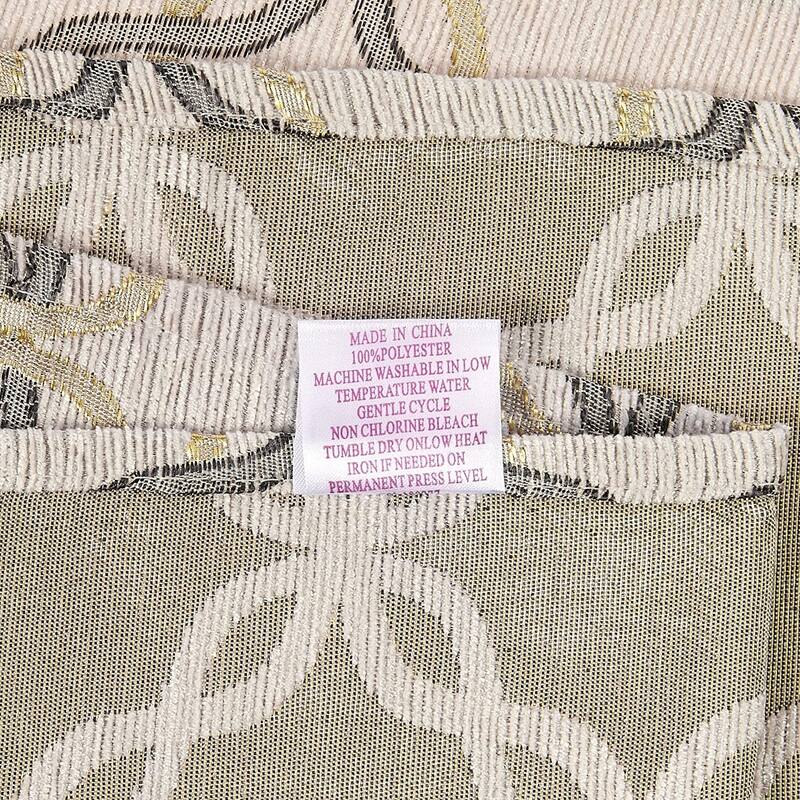 MADE IN CHINA
100%POLYESTER
MACHINE WASHABLE IN LOW
TEMPERATURE WATER
GENTLE CYCLE
NON CHLORINE BLEACH
TUMBLE DRY ONLOW HEAT
IRON IF NEEDED ON
PERMANENT PRESS LEVEL